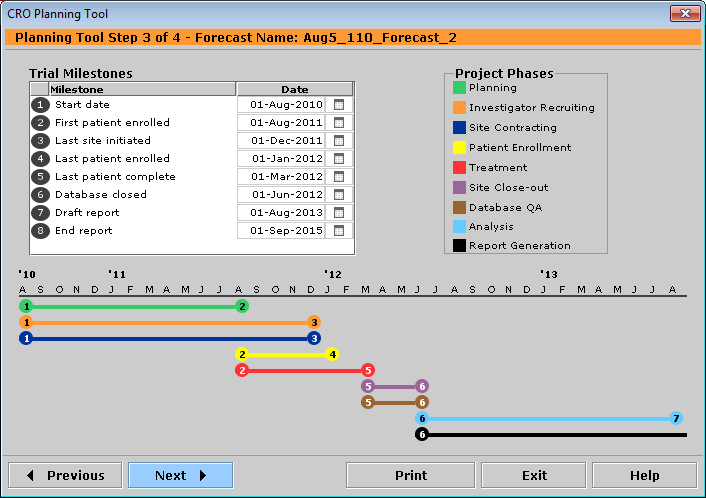 CRO Planning Tool
Planning Tool Step 3 of 4 - Forecast Name: Aug5_110_Forecast_2
Trial Milestones
Milestone Date
1 Start date 01-Aug-2010
2 First patient enrolled 01-Aug-2011
3 Last site initiated 01-Dec-2011
4 Last patient enrolled 01-Jan-2012
5 Last patient complete 01-Mar-2012
6 Database closed 01-Jun-2012
7 Draft report 01-Aug-2013
8 End report 01-Sep-2015
Project Phases
Planning
Investigator Recruiting
Site Contracting
Patient Enrollment
Treatment
Site Close-out
Database QA
Analysis
Report Generation
'10 '11 '12 '13
A S O N D J F M A M J J A S O N D J F M A M J J A S O N D J F M A M J J A
1 2
1 3
1 3
2 4
2 5
5 6
5 6
6 7
6
Previous Next Print Exit Help